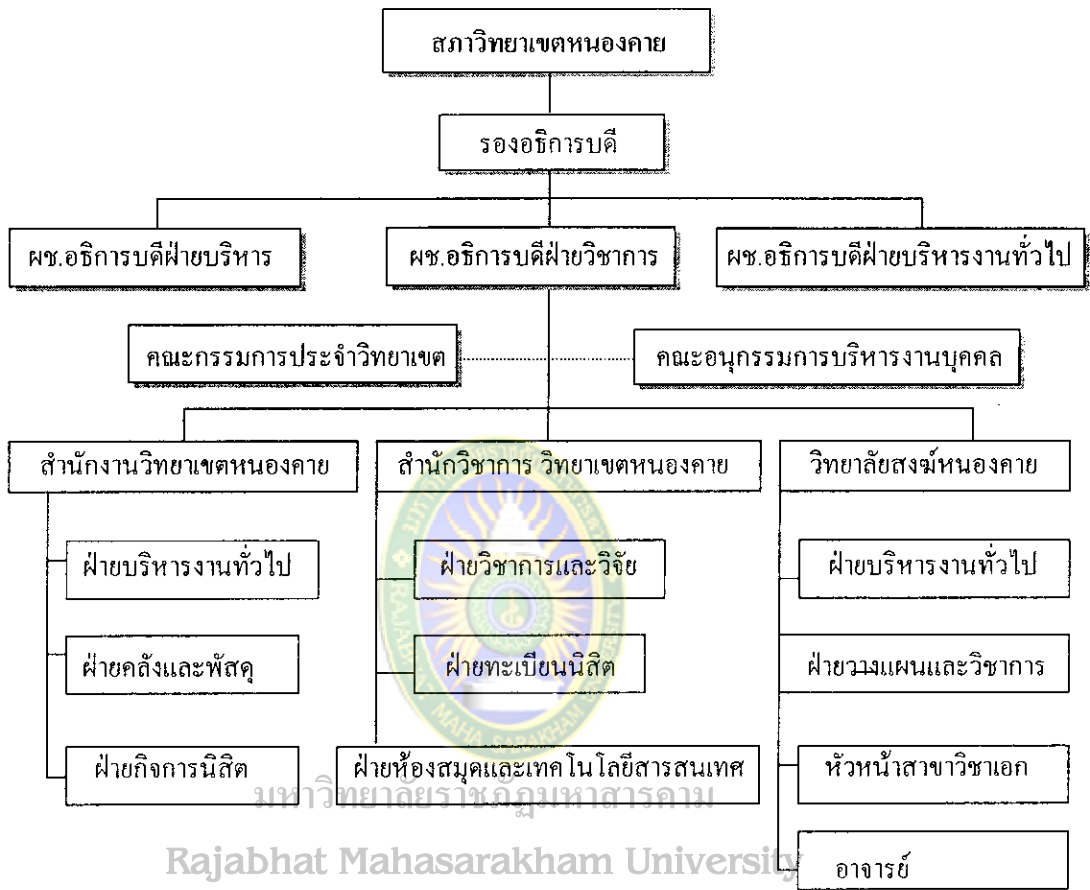 สภาวิทยาเขตหนองคาย
รองอธิการบดี
ผช.อธิการบดีฝ่ายบริหาร
ผช.อธิการบดีฝ่ายวิชาการ
ผช.อธิการบดีฝ่ายบริหารงานทั่วไป
คณะกรรมการประจำวิทยาเขต
คณะอนุกรรมการบริหารงานบุคคล
สำนักงานวิทยาเขตหนองคาย
สำนักวิชาการ วิทยาเขตหนองคาย
วิทยาลัยสงฆ์หนองคาย
ฝ่ายบริหารงานทั่วไป
ฝ่ายวิชาการและวิจัย
ฝ่ายบริหารงานทั่วไป
ฝ่ายคลังและพัสดุ
ฝ่ายทะเบียนนิสิต
ฝ่ายวางแผนและวิชาการ
ฝ่ายกิจการนิสิต
ฝ่ายห้องสมุดและเทคโนโลยีสารสนเทศ
หัวหน้าสาขาวิชาเอก
อาจารย์
RAJABHAT MAHA SARAKHAM UNIVERSITY
มหาวิทยาลัยราชภัฏมหาสารคาม
Rajabhat Mahasarakham University